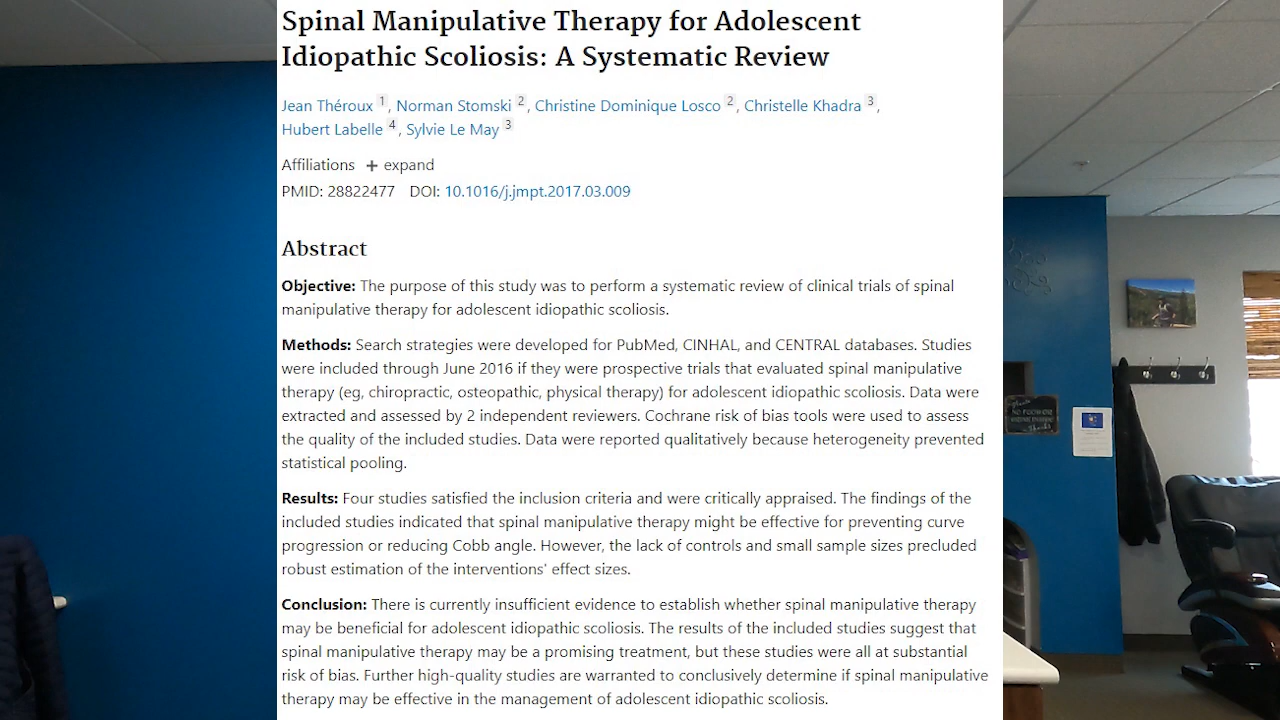 Spinal Manipulative Therapy for Adolescent
Idiopathic Scoliosis: A Systematic Review
Jean Théroux 1, Norman Stomski 2, Christine Dominique Losco 2, Christelle Khadra 3,
Hubert Labelle 4, Sylvie Le May 3
Affiliations + expand
PMID: 28822477 DOI: 10.1016/j.jmpt.2017.03.009
Abstract
Objective: The purpose of this study was to perform a systematic review of clinical trials of spinal
manipulative therapy for adolescent idiopathic scoliosis.
Methods: Search strategies were developed for PubMed, CINHAL, and CENTRAL databases. Studies
were included through June 2016 if they were prospective trials that evaluated spinal manipulative
therapy (eg, chiropractic, osteopathic, physical therapy) for adolescent idiopathic scoliosis. Data were
extracted and assessed by 2 independent reviewers. Cochrane risk of bias tools were used to assess
the quality of the included studies. Data were reported qualitatively because heterogeneity prevented
statistical pooling.
Results: Four studies satisfied the inclusion criteria and were critically appraised. The findings of the
included studies indicated that spinal manipulative therapy might be effective for preventing curve
progression or reducing Cobb angle. However, the lack of controls and small sample sizes precluded
robust estimation of the interventions' effect sizes.
Conclusion: There is currently insufficient evidence to establish whether spinal manipulative therapy
may be beneficial for adolescent idiopathic scoliosis. The results of the included studies suggest that
spinal manipulative therapy may be a promising treatment, but these studies were all at substantial
risk of bias. Further high-quality studies are warranted to conclusively determine if spinal manipulative
therapy may be effective in the management of adolescent idiopathic scoliosis.